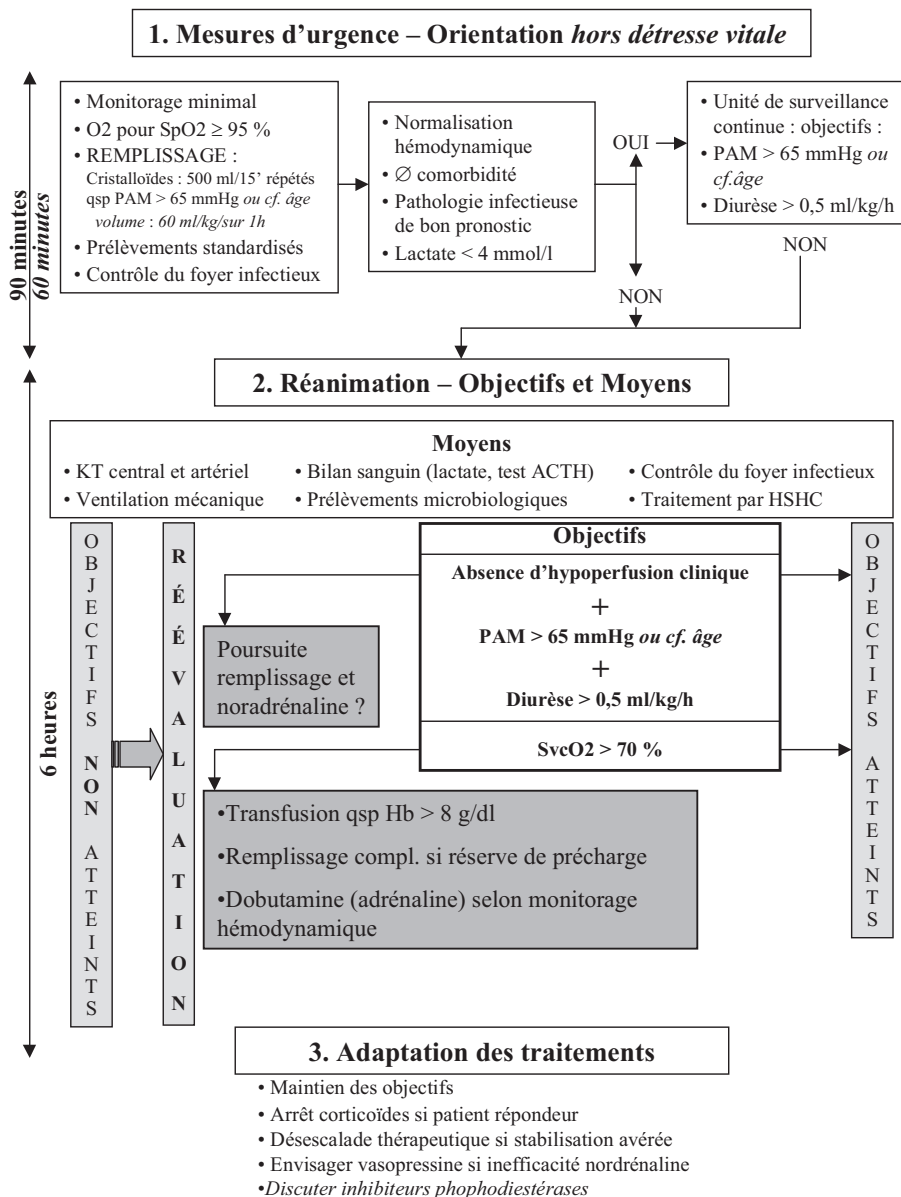 1. Mesures d’urgence – Orientation hors détresse vitale
90 minutes
60 minutes
• Monitorage minimal
• O2 pour SpO2 ≥ 95 %
• REMPLISSAGE :
Cristalloïdes : 500 ml/15’ répétés
qsp PAM > 65 mmHg ou cf. âge
volume : 60 ml/kg/sur 1h
• Prélèvements standardisés
• Contrôle du foyer infectieux
• Normalisation
hémodynamique
• ∅ comorbidité
• Pathologie infectieuse
de bon pronostic
• Lactate < 4 mmol/l
OUI
NON
• Unité de surveillance
continue : objectifs :
• PAM > 65 mmHg ou
cf.âge
• Diurèse > 0,5 ml/kg/h
NON
2. Réanimation – Objectifs et Moyens
6 heures
Moyens
• KT central et artériel
• Ventilation mécanique
• Bilan sanguin (lactate, test ACTH)
• Prélèvements microbiologiques
• Contrôle du foyer infectieux
• Traitement par HSHC
OBJECTIFS NON ATTEINTS
RÉÉVALUATION
Objectifs
Absence d’hypoperfusion clinique
+
PAM > 65 mmHg ou cf. âge
+
Diurèse > 0,5 ml/kg/h
SvcO2 > 70 %
Poursuite
remplissage et
noradrénaline ?
•Transfusion qsp Hb > 8 g/dl
•Remplissage compl. si réserve de précharge
•Dobutamine (adrénaline) selon monitorage
hémodynamique
OBJECTIFS ATTEINTS
3. Adaptation des traitements
• Maintien des objectifs
• Arrêt corticoïdes si patient répondeur
• Désescalade thérapeutique si stabilisation avérée
• Envisager vasopressine si inefficacité nordrénaline
•Discuter inhibiteurs phophodiestérases